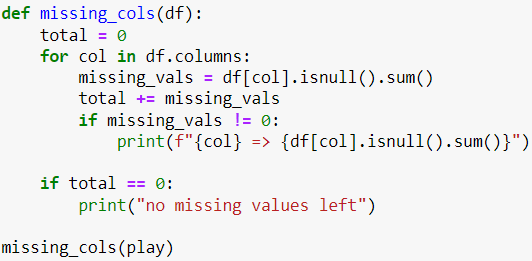 def missing_cols(df):
    total = 0
    for col in df.columns:
        missing_vals = df[col].isnull().sum()
        total += missing_vals
        if missing_vals != 0:
            print(f"{col} => {df[col].isnull().sum()}")

    if total == 0:
        print("no missing values left")

missing_cols(play)